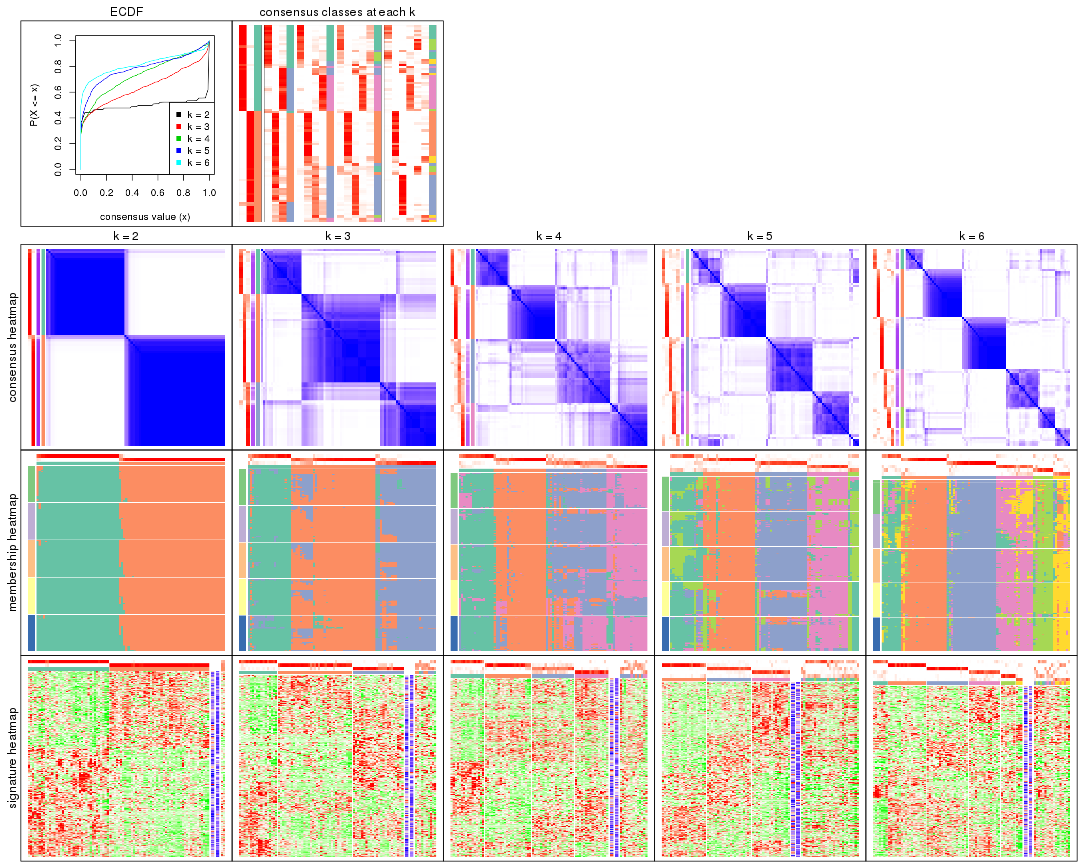 ECDF
consensus classes at each k
P(X <= x)
0.0
0.2
0.4
0.6
0.8
1.0
k = 2
k = 3
k = 4
k = 5
k = 6
0.0 0.2 0.4 0.6 0.8 1.0
consensus value (x)
k = 2
k = 3
k = 4
k = 5
k = 6
consensus heatmap
membership heatmap
signature heatmap